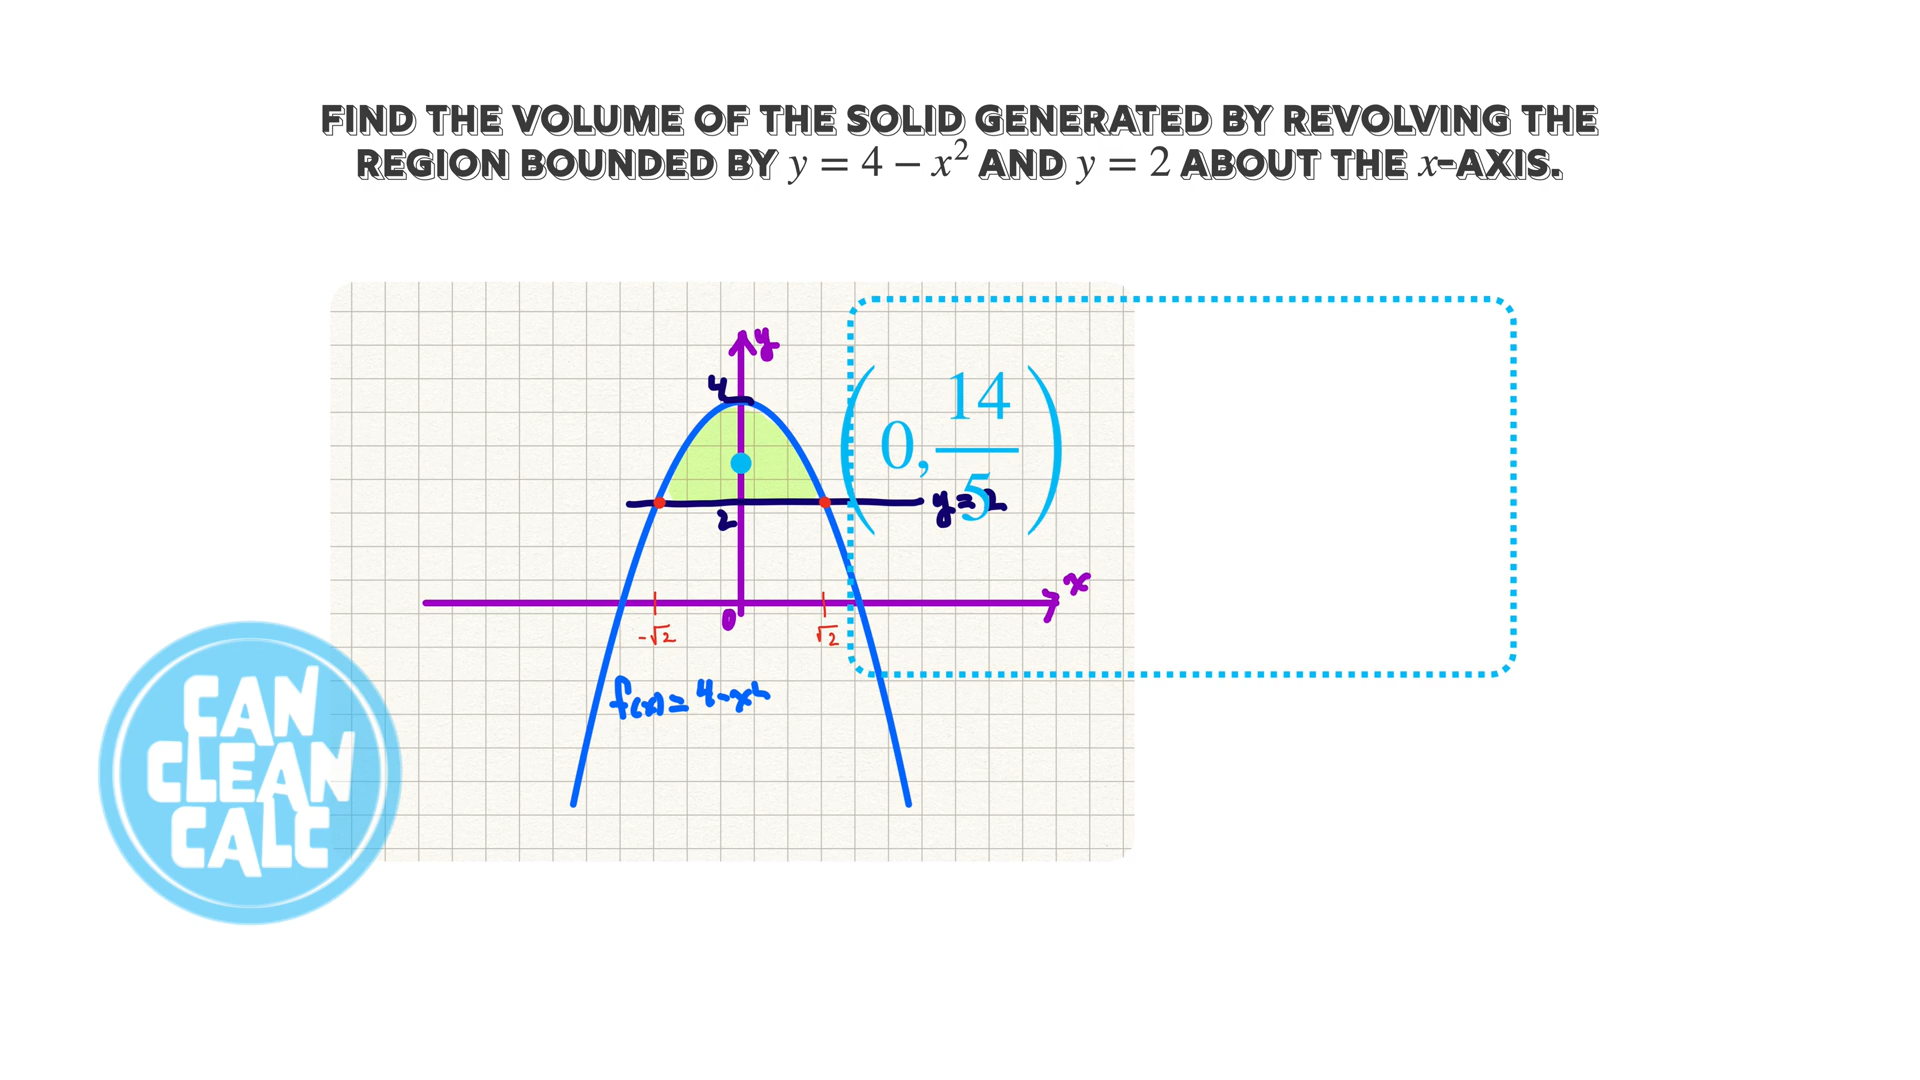 FIND THE VOLUME OF THE SOLID GENERATED BY REVOLVING THE
REGION BOUNDED BY y = 4 − x² AND y = 2 ABOUT THE x-AXIS.
y
4
(0, 14/5)
y = 2
2
x
0
-√2
√2
f(x) = 4-x²
CAN
CLEAN
CALC